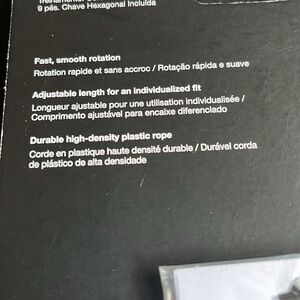 9 pés. Chave Hexagonal Incluída
Fast, smooth rotation
Rotation rapide et sans accroc / Rotação rápida e suave
Adjustable length for an individualized fit
Longueur ajustable pour une utilisation individualisée /
Comprimento ajustável para encaixe diferenciado
Durable high-density plastic rope
Corde en plastique haute densité durable / Durável corda
de plástico de alta densidade